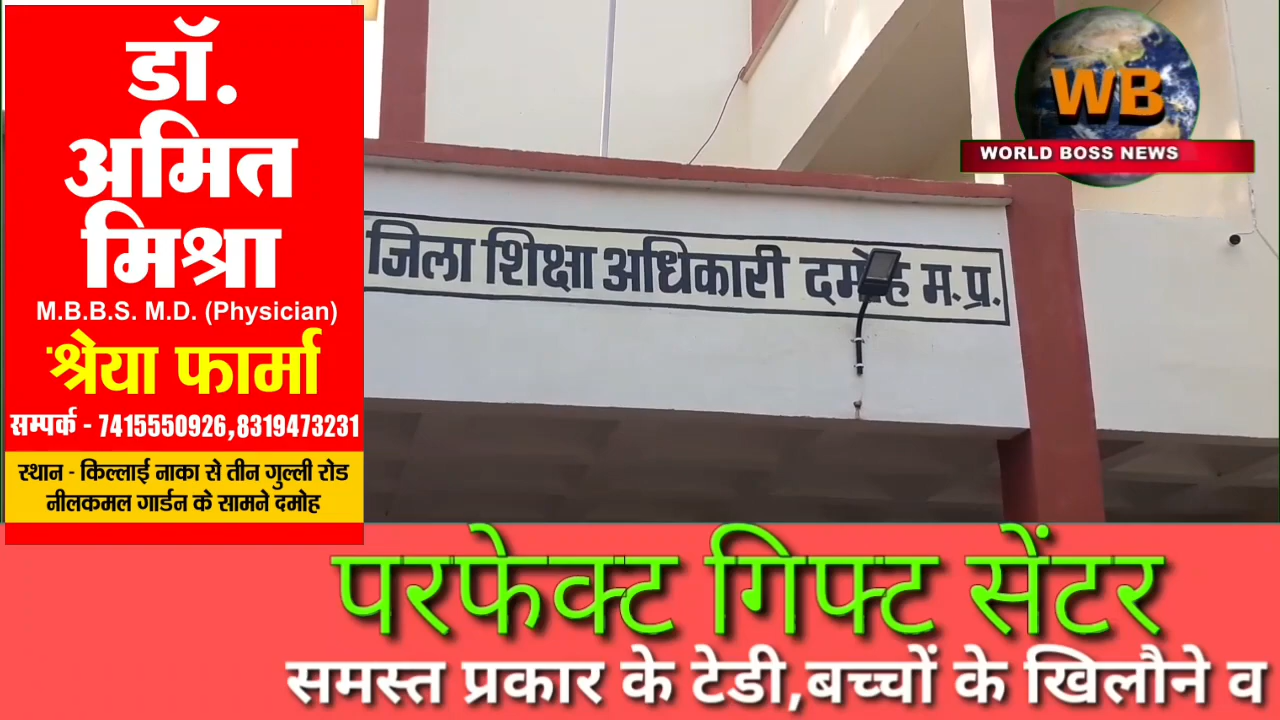 डॉ.
अमित
मिश्रा
M.B.B.S. M.D. (Physician)
श्रेया फार्मा
सम्पर्क - 7415550926,8319473231
स्थान - किल्लाई नाका से तीन गुल्ली रोड
नीलकमल गार्डन के सामने दमोह
WB
WORLD BOSS NEWS
जिला शिक्षा अधिकारी दमोह म.प्र.
परफेक्ट गिफ्ट सेंटर
समस्त प्रकार के टेडी,बच्चों के खिलौने व